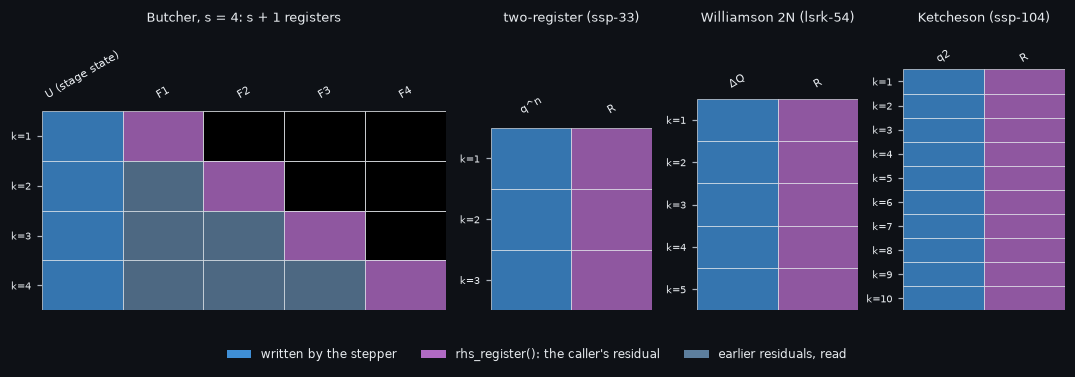 Butcher, s = 4: s + 1 registers
U (stage state)
F1
F2
F3
F4
k=1
k=2
k=3
k=4
two-register (ssp-33)
q^n
R
k=1
k=2
k=3
Williamson 2N (lsrk-54)
ΔQ
R
k=1
k=2
k=3
k=4
k=5
Ketcheson (ssp-104)
q2
R
k=1
k=2
k=3
k=4
k=5
k=6
k=7
k=8
k=9
k=10
written by the stepper
rhs_register(): the caller's residual
earlier residuals, read